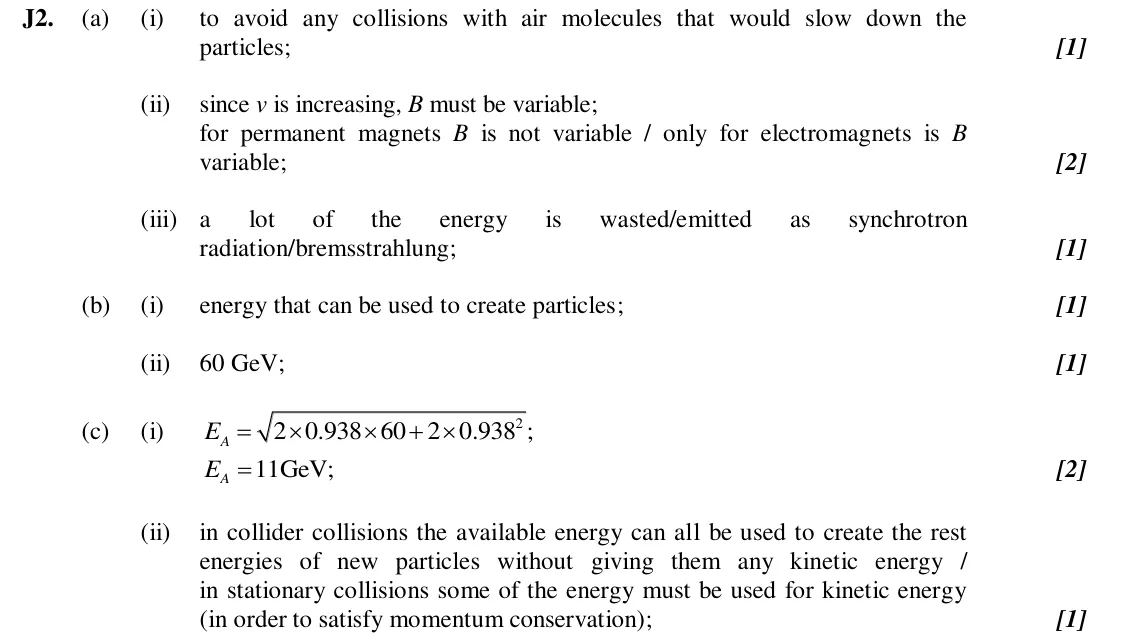 J2. (a) (i) to avoid any collisions with air molecules that would slow down the
particles; [1]
(ii) since v is increasing, B must be variable;
for permanent magnets B is not variable / only for electromagnets is B
variable; [2]
(iii) a lot of the energy is wasted/emitted as synchrotron
radiation/bremsstrahlung; [1]
(b) (i) energy that can be used to create particles; [1]
(ii) 60 GeV; [1]
(c) (i) E_A = √(2×0.938×60+2×0.938²);
E_A = 11GeV; [2]
(ii) in collider collisions the available energy can all be used to create the rest
energies of new particles without giving them any kinetic energy /
in stationary collisions some of the energy must be used for kinetic energy
(in order to satisfy momentum conservation); [1]